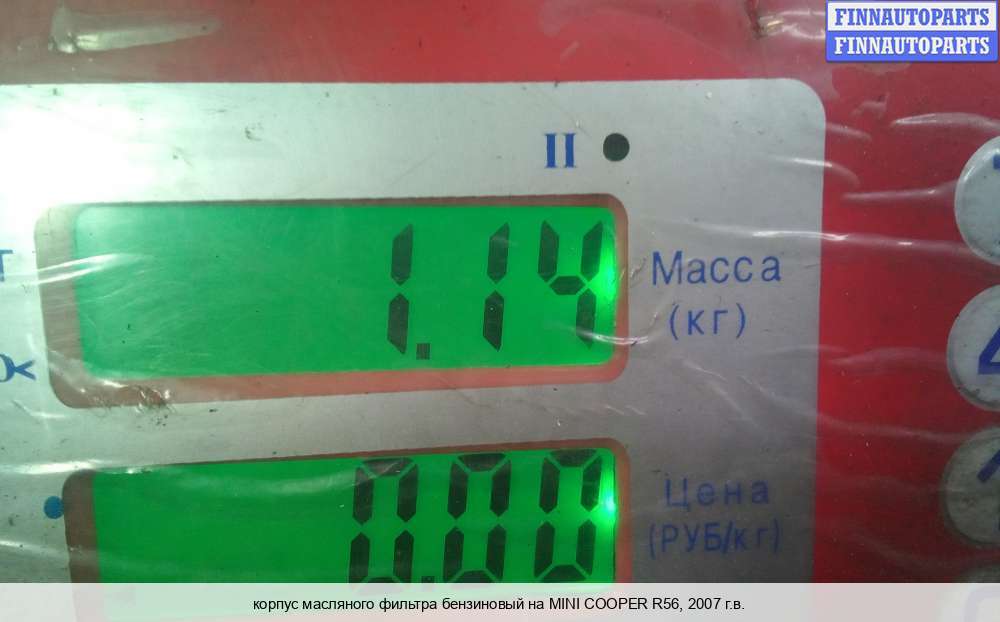 FINNAUTOPARTS
FINNAUTOPARTS
II
1.14
Масса
(кг)
0.00
Цена
(РУБ/кг)
корпус масляного фильтра бензиновый на MINI COOPER R56, 2007 г.в.